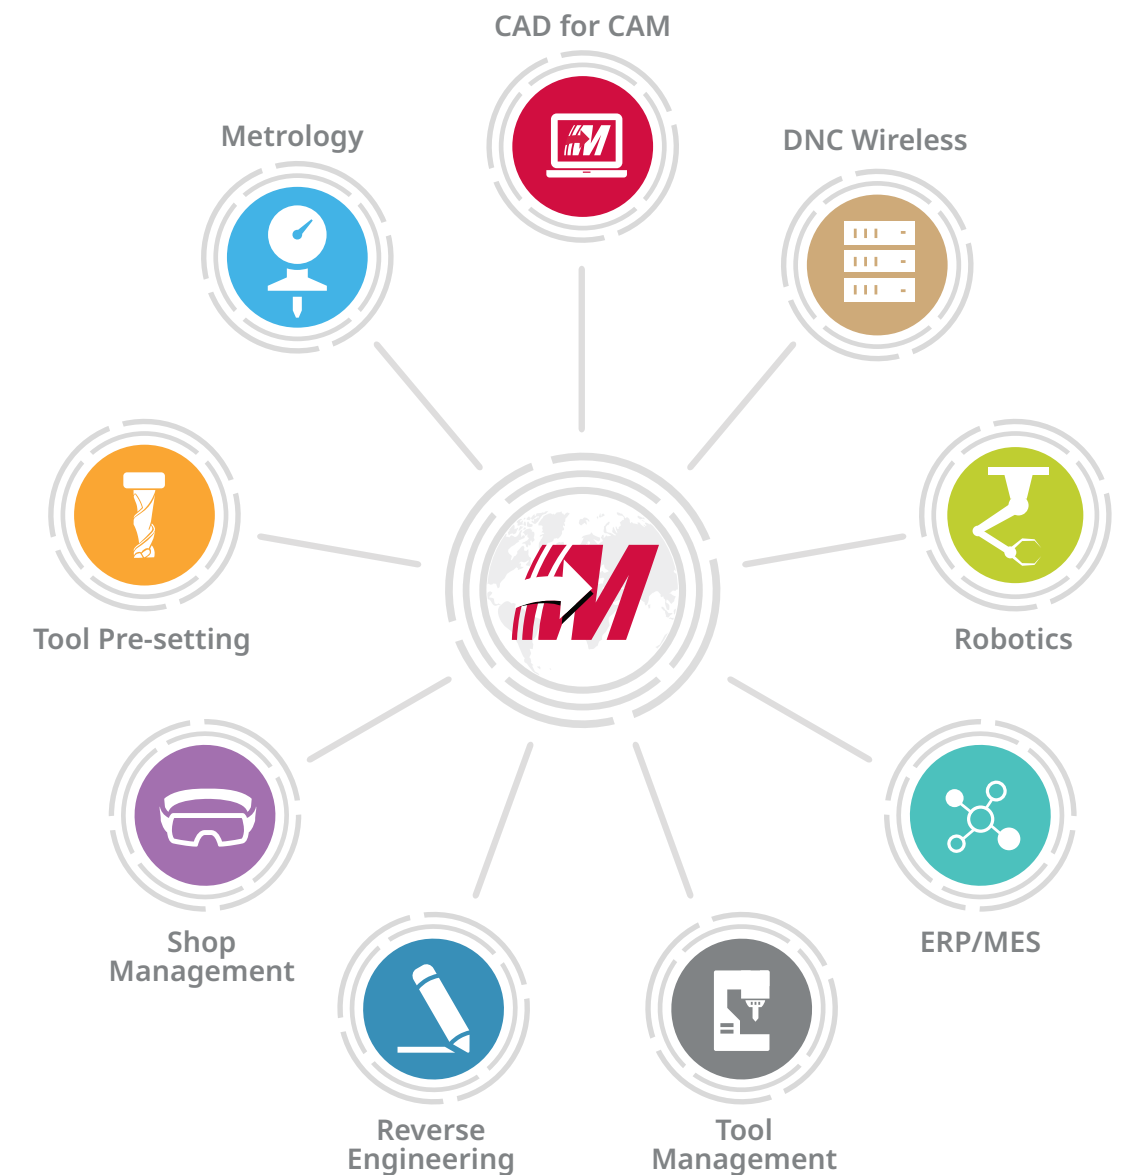 CAD for CAM
Metrology
DNC Wireless
Tool Pre-setting
Robotics
Shop
Management
ERP/MES
Reverse
Engineering
Tool
Management